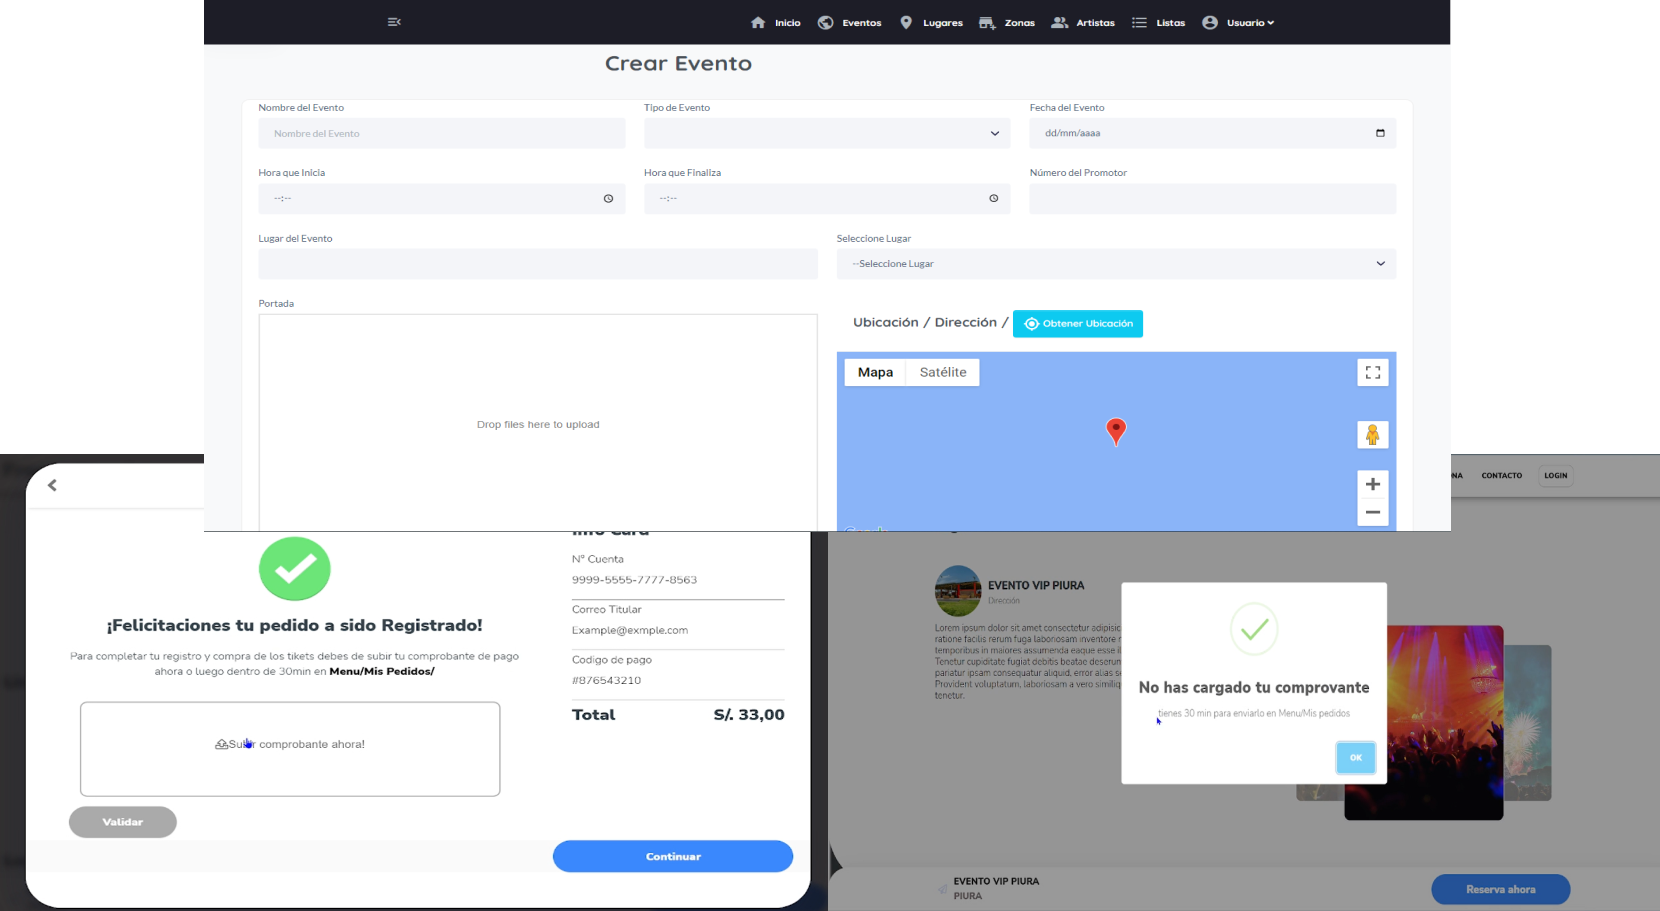 Inicio Eventos Lugares Zonas Artistas Listas Usuario
Crear Evento
Nombre del Evento Tipo de Evento Fecha del Evento
Nombre del Evento dd/mm/aaaa
Hora que Inicia Hora que Finaliza Número del Promotor
--:-- --:--
Lugar del Evento Seleccione Lugar
--Seleccione Lugar
Portada
Ubicación / Dirección / Obtener Ubicación
Mapa Satélite
Drop files here to upload
CONTACTO LOGIN
Info Card
N° Cuenta
9999-5555-7777-8563
Correo Titular
Example@exmple.com
Codigo de pago
#876543210
Total S/. 33,00
¡Felicitaciones tu pedido a sido Registrado!
Para completar tu registro y compra de los tikets debes de subir tu comprobante de pago
ahora o luego dentro de 30min en Menu/Mis Pedidos/
Subir comprobante ahora!
Validar
Continuar
EVENTO VIP PIURA
Dirección
Lorem ipsum dolor sit amet consectetur adipisic
ratione facilis rerum fuga laboriosam inventore
temporibus in maiores assumenda eaque esse
Tenetur cupiditate fugiat debitis beatae deserun
pariatur ipsam consequatur aliquid, error alias
Provident voluptatum, laboriosam a vero similiq
tenetur.
No has cargado tu comprovante
tienes 30 min para enviarlo en Menu/Mis pedidos
OK
EVENTO VIP PIURA
PIURA
Reserva ahora